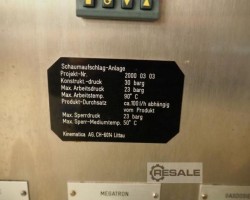 Schaumaufschlag-Anlage
Projekt-Nr. 2000 03 03
Konstrukt.-druck 30 barg
Max. Arbeitsdruck 23 barg
Max. Arbeitstemp. 90° C
Produkt-Durchsatz ca.100 l/h abhängig
vom Produkt
Max. Sperrdruck 23 barg
Max. Sperr-Mediumtemp. 50° C
Kinematica AG, CH-6014 Littau
RESALE
MEGATRON